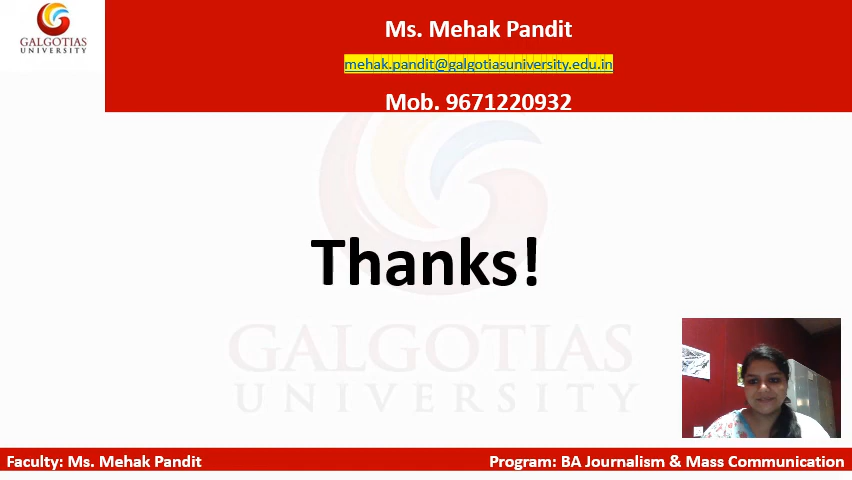 GALGOTIAS
UNIVERSITY
Ms. Mehak Pandit
mehak.pandit@galgotiasuniversity.edu.in
Mob. 9671220932
Thanks!
GALGOTIAS
UNIVERSITY
Faculty: Ms. Mehak Pandit
Program: BA Journalism & Mass Communication